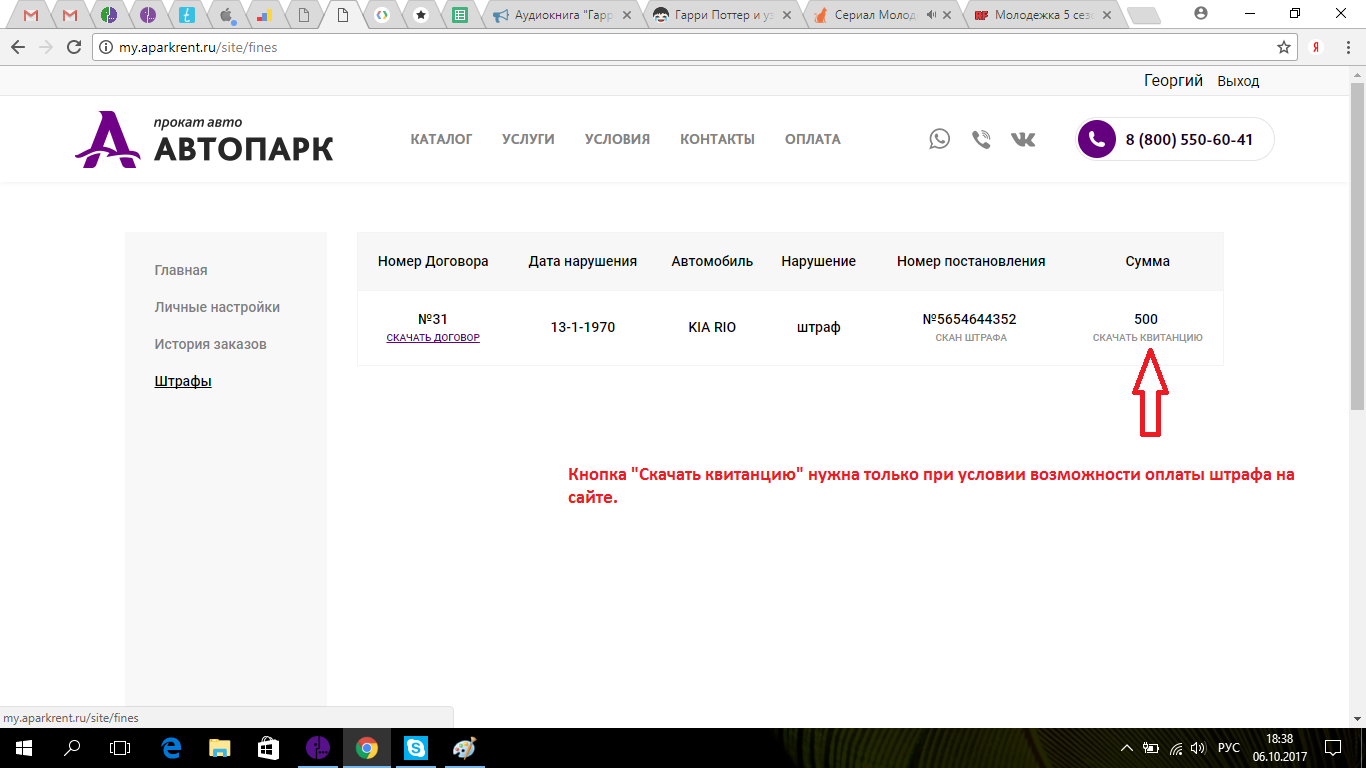 Аудиокнига "Гарр
Гарри Поттер и уз
Сериал Молод
Молодежка 5 сез
my.aparkrent.ru/site/fines
Георгий Выход
прокат авто
АВТОПАРК
КАТАЛОГ УСЛУГИ УСЛОВИЯ КОНТАКТЫ ОПЛАТА
8 (800) 550-60-41
Главная
Личные настройки
История заказов
Штрафы
Номер Договора Дата нарушения Автомобиль Нарушение Номер постановления Сумма
№31 13-1-1970 KIA RIO штраф №5654644352 500
СКАЧАТЬ ДОГОВОР СКАН ШТРАФА СКАЧАТЬ КВИТАНЦИЮ
Кнопка "Скачать квитанцию" нужна только при условии возможности оплаты штрафа на
сайте.
my.aparkrent.ru/site/fines
РУС
18:38
06.10.2017